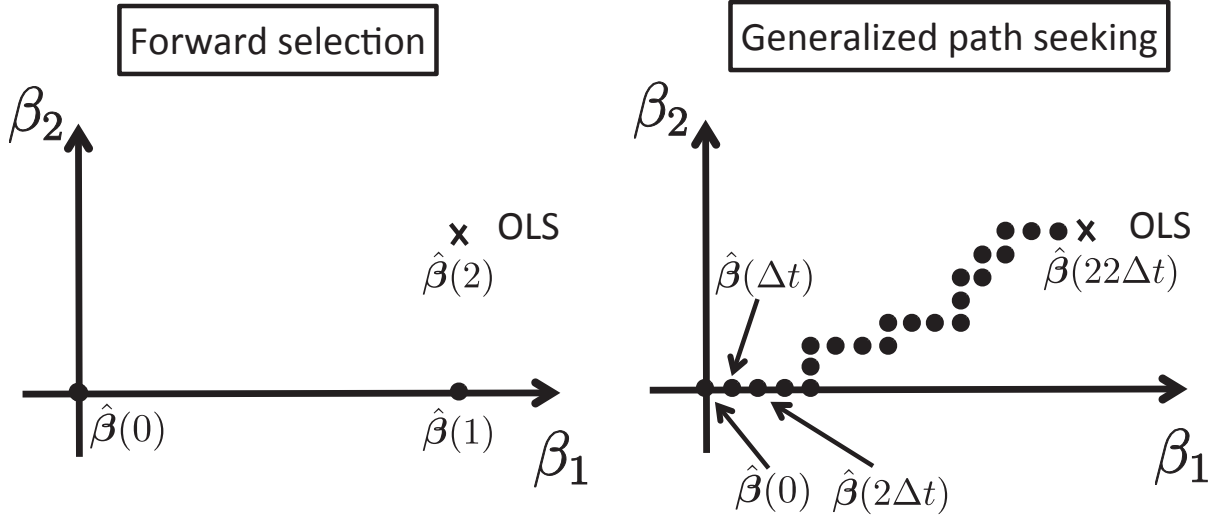 Forward selection
β₂
x OLS
β̂(2)
β̂(0)
β̂(1)
β₁
Generalized path seeking
β₂
x OLS
β̂(Δt)
β̂(22Δt)
β̂(0)
β̂(2Δt)
β₁